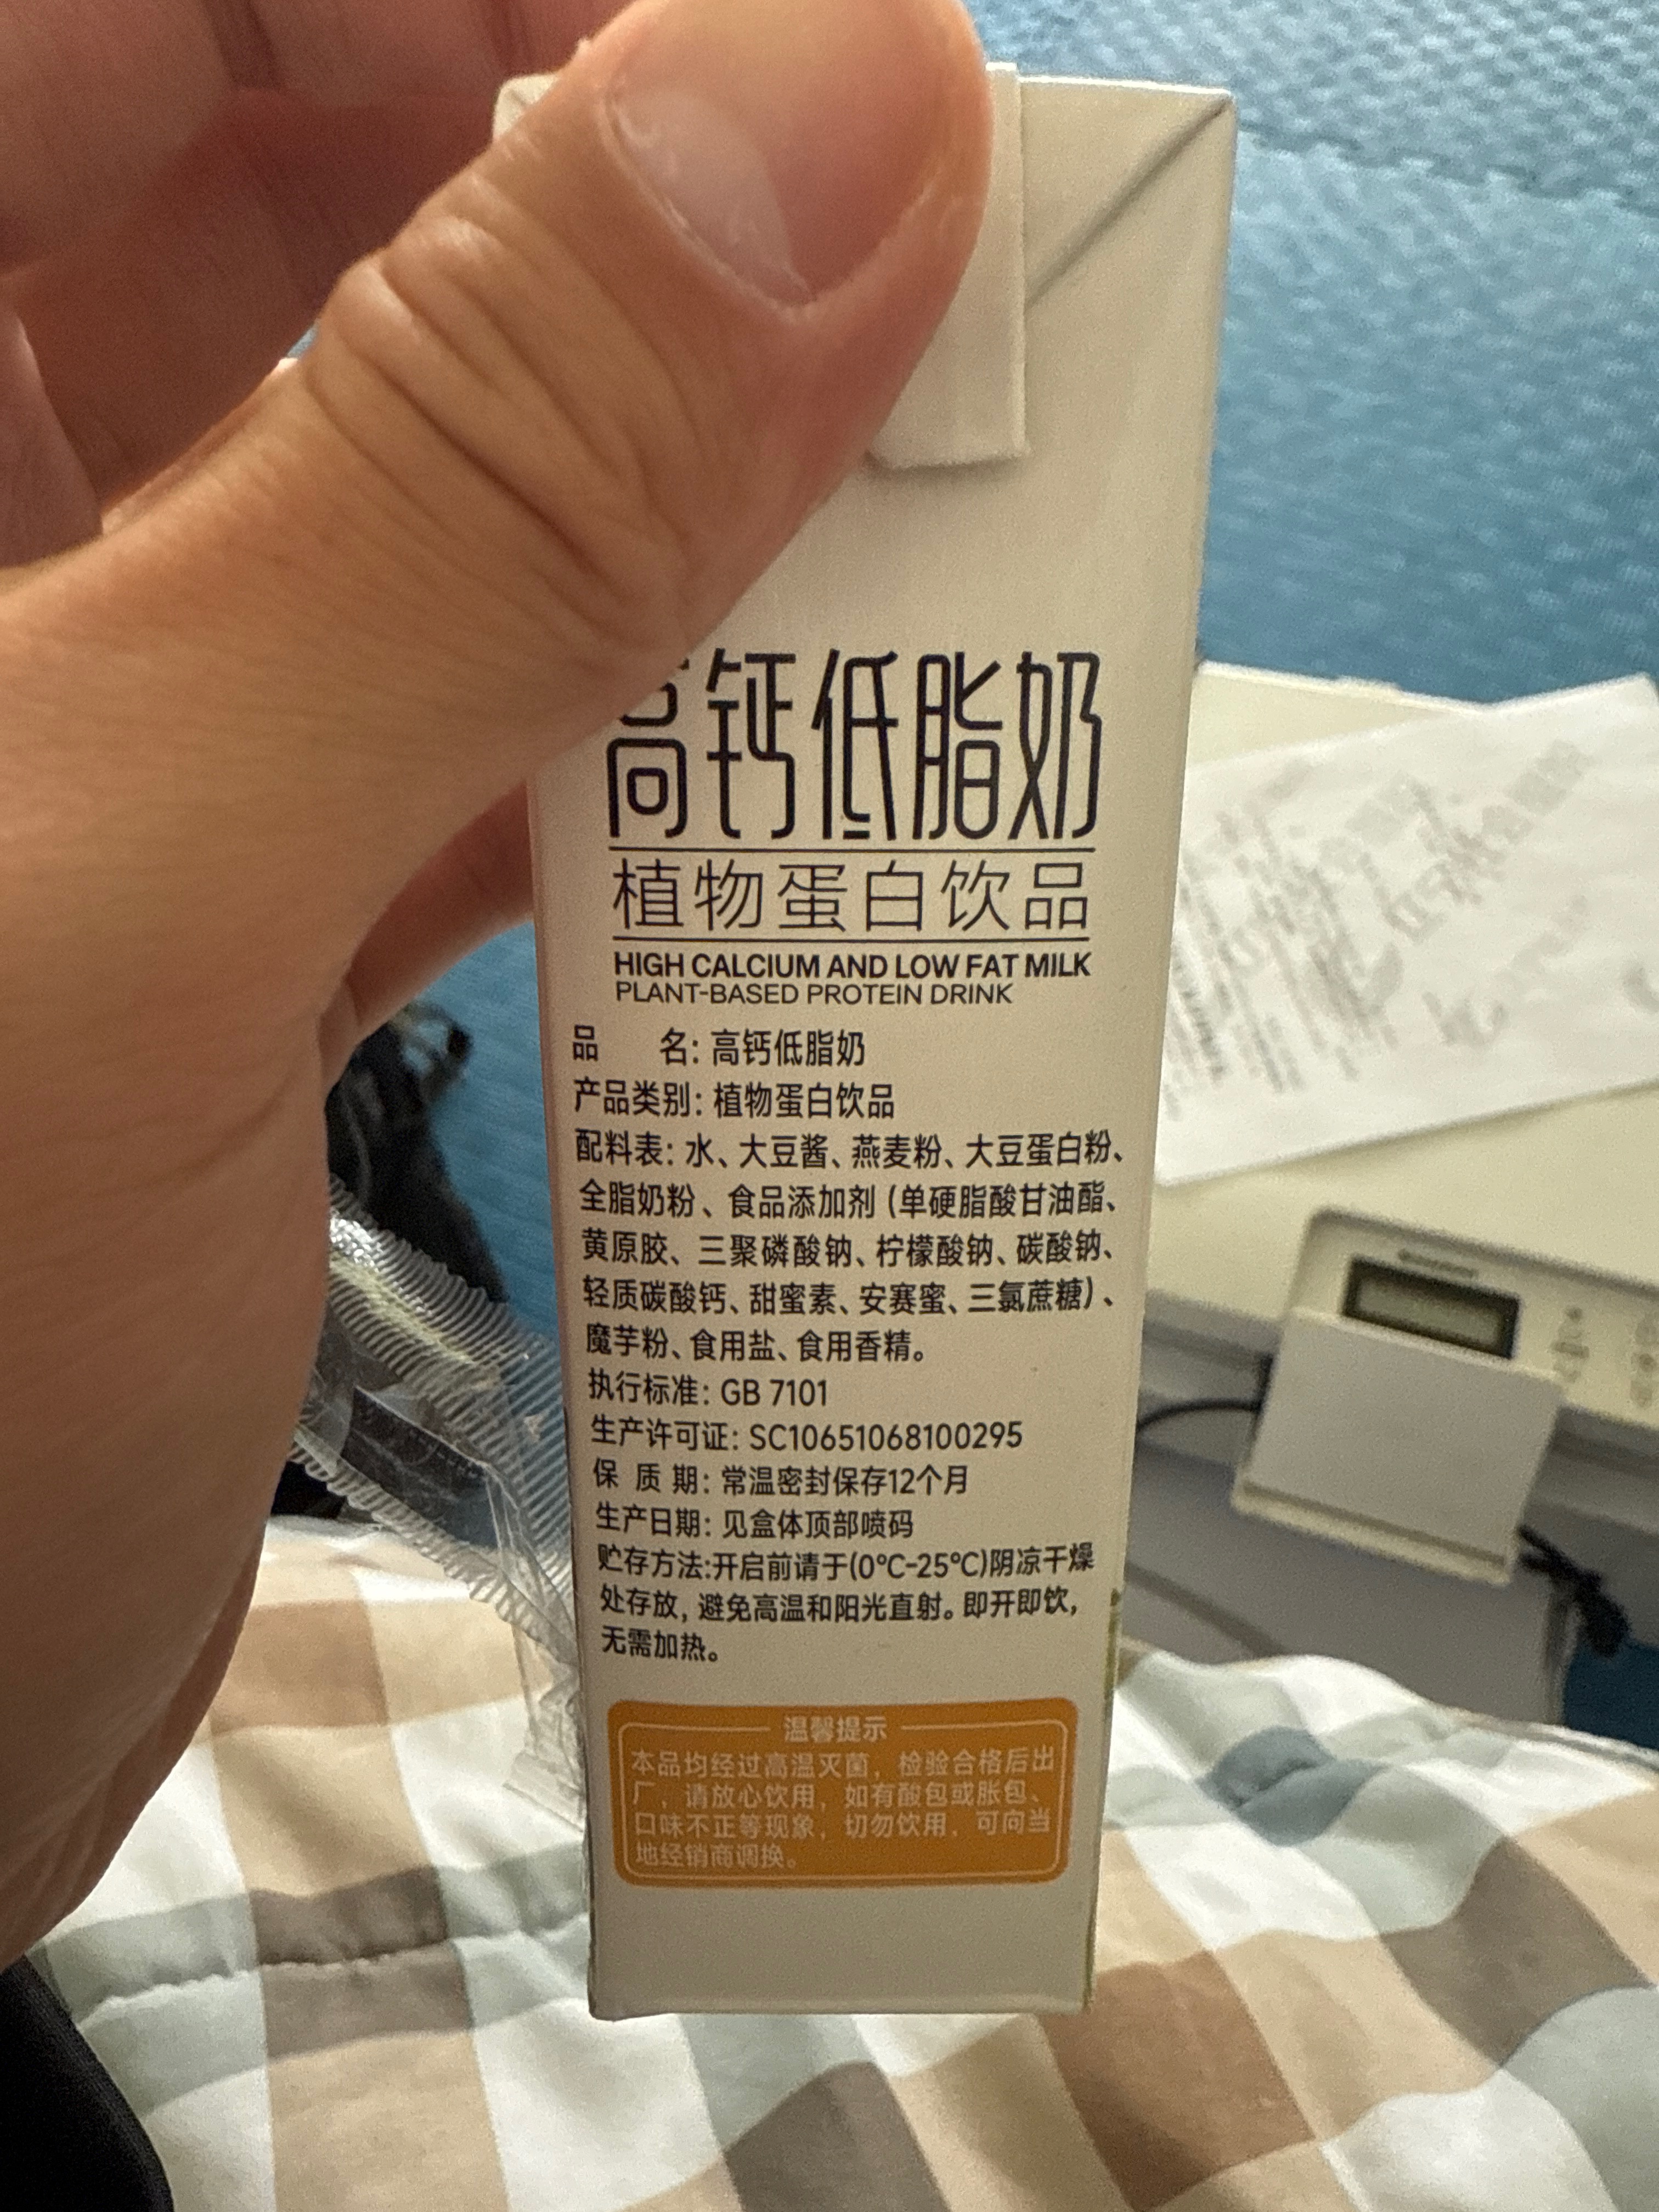 高钙低脂奶
植物蛋白饮品
HIGH CALCIUM AND LOW FAT MILK
PLANT-BASED PROTEIN DRINK
品 名: 高钙低脂奶
产品类别: 植物蛋白饮品
配料表: 水、大豆酱、燕麦粉、大豆蛋白粉、
全脂奶粉、食品添加剂 (单硬脂酸甘油酯、
黄原胶、三聚磷酸钠、柠檬酸钠、碳酸钠、
轻质碳酸钙、甜蜜素、安赛蜜、三氯蔗糖)、
魔芋粉、食用盐、食用香精。
执行标准: GB 7101
生产许可证: SC10651068100295
保 质 期: 常温密封保存12个月
生产日期: 见盒体顶部喷码
贮存方法:开启前请于(0℃-25℃)阴凉干燥
处存放, 避免高温和阳光直射。即开即饮,
无需加热。
温馨提示
本品均经过高温灭菌, 检验合格后出
厂, 请放心饮用, 如有酸包或胀包、
口味不正等现象, 切勿饮用, 可向当
地经销商调换。